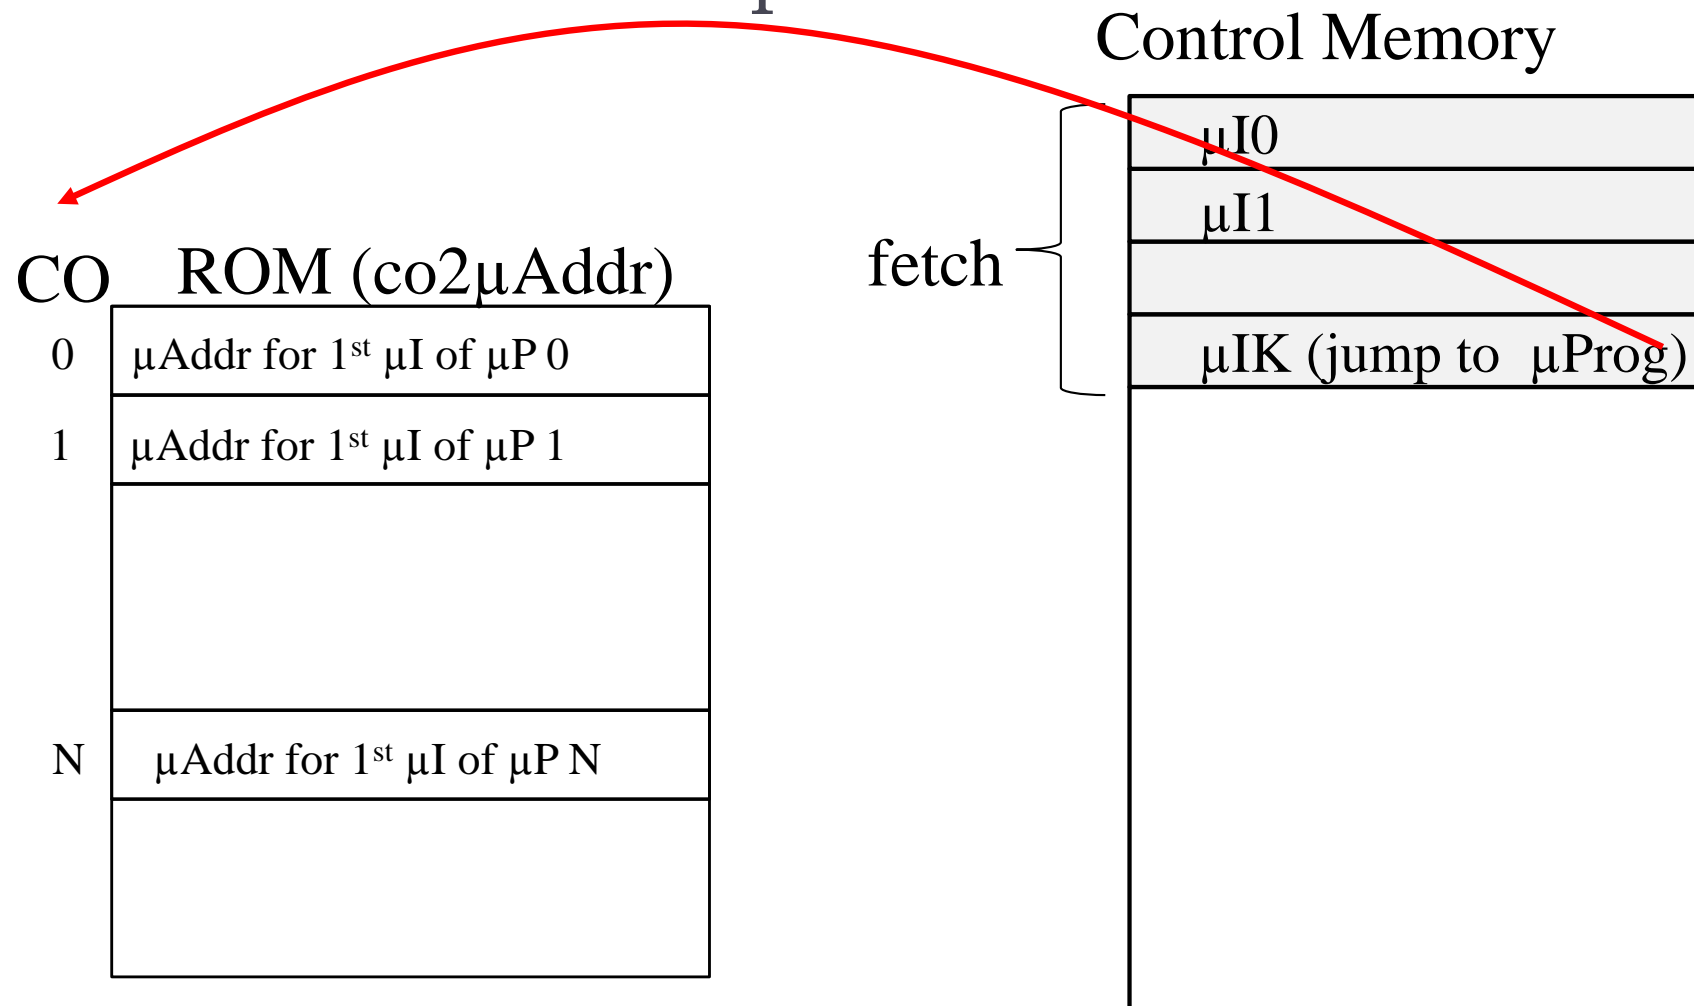 Control Memory
µI0
µI1
fetch
µIK (jump to µProg)
CO
ROM (co2µAddr)
0
µAddr for 1st µI of µP 0
1
µAddr for 1st µI of µP 1
N
µAddr for 1st µI of µP N